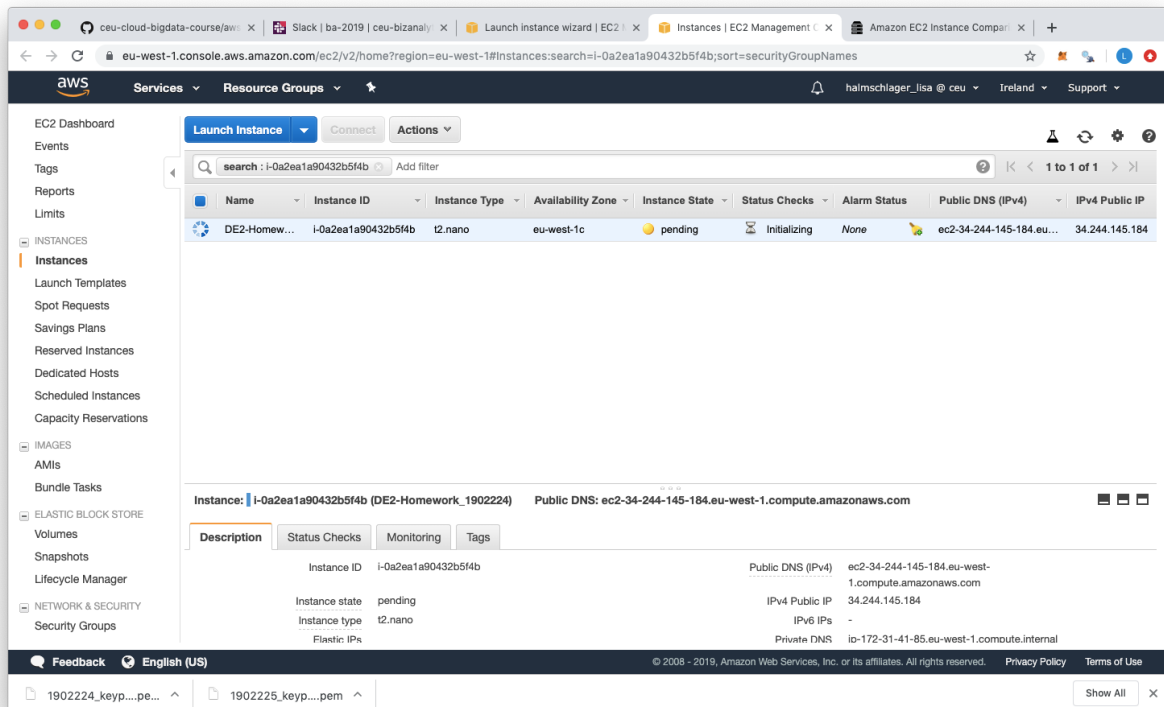 ceu-cloud-bigdata-course/aws
Slack | ba-2019 | ceu-bizanaly
Launch instance wizard | EC2
Instances | EC2 Management
Amazon EC2 Instance Compari
eu-west-1.console.aws.amazon.com/ec2/v2/home?region=eu-west-1#Instances:search=i-0a2ea1a90432b5f4b;sort=securityGroupNames
L
aws
Services
Resource Groups
halmschlager_lisa @ ceu
Ireland
Support
EC2 Dashboard
Events
Tags
Reports
Limits
INSTANCES
Instances
Launch Templates
Spot Requests
Savings Plans
Reserved Instances
Dedicated Hosts
Scheduled Instances
Capacity Reservations
IMAGES
AMIs
Bundle Tasks
ELASTIC BLOCK STORE
Volumes
Snapshots
Lifecycle Manager
NETWORK & SECURITY
Security Groups
Launch Instance
Connect
Actions
search : i-0a2ea1a90432b5f4b Add filter
1 to 1 of 1
Name Instance ID Instance Type Availability Zone Instance State Status Checks Alarm Status Public DNS (IPv4) IPv4 Public IP
DE2-Homew... i-0a2ea1a90432b5f4b t2.nano eu-west-1c pending Initializing None ec2-34-244-145-184.eu... 34.244.145.184
Instance: i-0a2ea1a90432b5f4b (DE2-Homework_1902224) Public DNS: ec2-34-244-145-184.eu-west-1.compute.amazonaws.com
Description Status Checks Monitoring Tags
Instance ID i-0a2ea1a90432b5f4b
Instance state pending
Instance type t2.nano
Elastic IPs
Public DNS (IPv4) ec2-34-244-145-184.eu-west-
1.compute.amazonaws.com
IPv4 Public IP 34.244.145.184
IPv6 IPs -
Private DNS ip-172-31-41-85.eu-west-1.compute.internal
Feedback English (US)
© 2008 - 2019, Amazon Web Services, Inc. or its affiliates. All rights reserved. Privacy Policy Terms of Use
1902224_keyp....pe...
1902225_keyp....pem
Show All